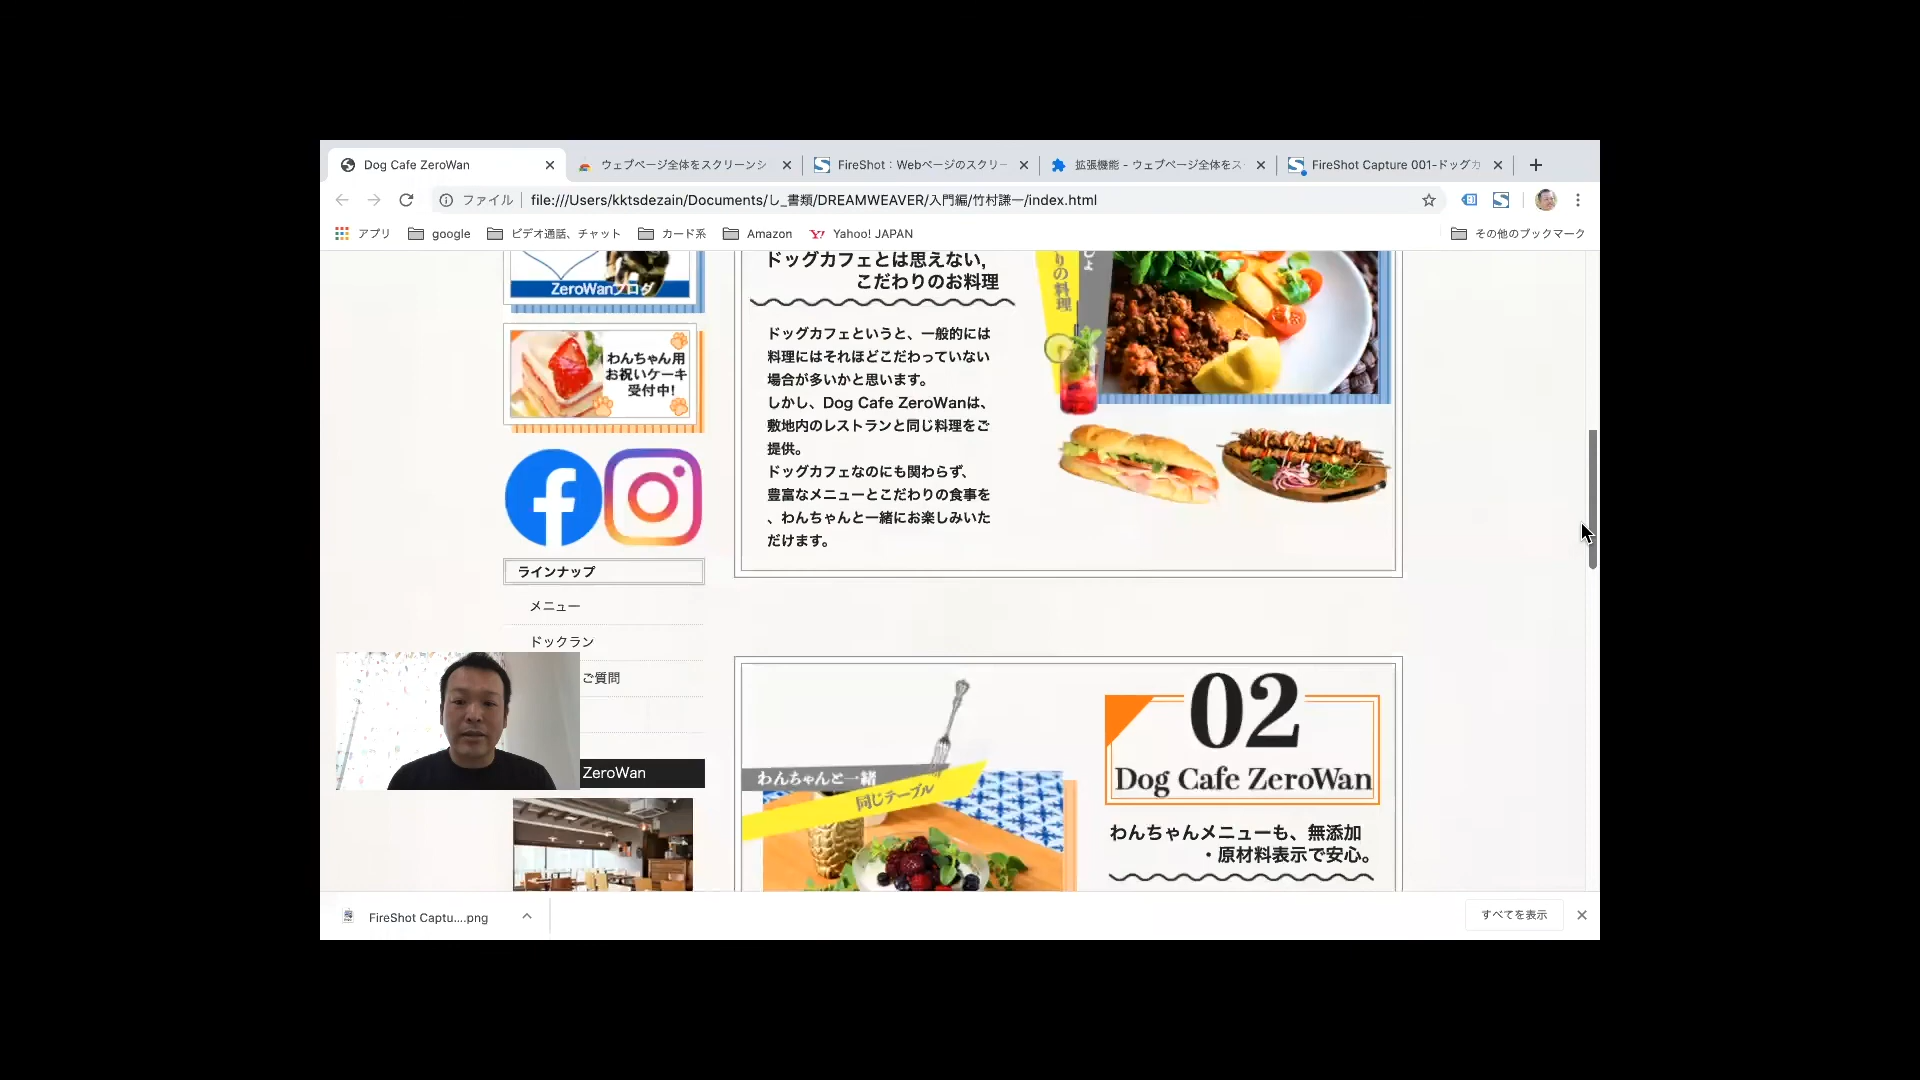 Dog Cafe ZeroWan
ウェブページ全体をスクリーンシ
FireShot : Webページのスクリー
拡張機能 - ウェブページ全体をス
FireShot Capture 001-ドッグカ
ファイル
file:///Users/kktsdezain/Documents/し_書類/DREAMWEAVER/入門編/竹村謙一/index.html
アプリ
google
ビデオ通話、チャット
カード系
Amazon
Yahoo! JAPAN
その他のブックマーク
ZeroWanブログ
わんちゃん用
お祝いケーキ
受付中!
ラインナップ
メニュー
ドックラン
ご質問
ZeroWan
ドッグカフェとは思えない,
こだわりのお料理
ドッグカフェというと、一般的には
料理にはそれほどこだわっていない
場合が多いかと思います。
しかし、Dog Cafe ZeroWanは、
敷地内のレストランと同じ料理をご
提供。
ドッグカフェなのにも関わらず、
豊富なメニューとこだわりの食事を
、わんちゃんと一緒にお楽しみいた
だけます。
りの料理
しょ
わんちゃんと一緒
同じテーブル
02
Dog Cafe ZeroWan
わんちゃんメニューも、無添加
・原材料表示で安心。
FireShot Captu....png
すべてを表示